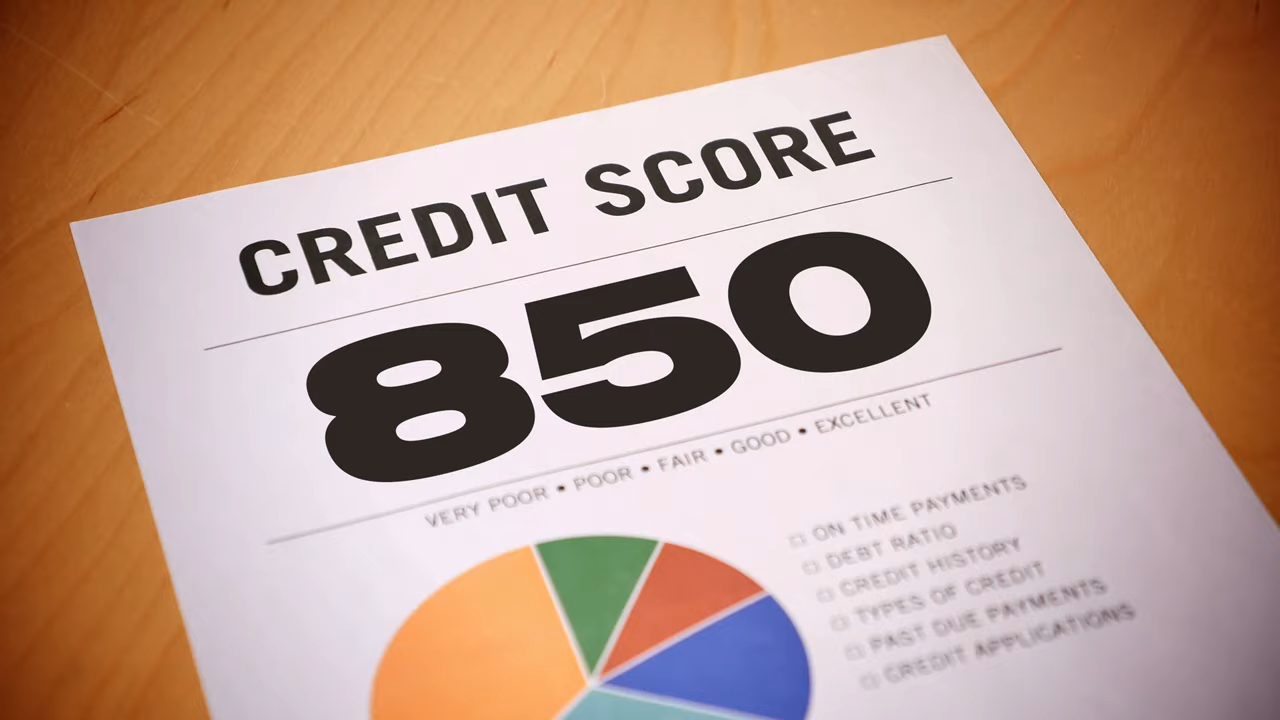 CREDIT SCORE
850
VERY POOR • POOR • FAIR • GOOD • EXCELLENT
ON TIME PAYMENTS
DEBT RATIO
CREDIT HISTORY
TYPES OF CREDIT
PAST DUE PAYMENTS
CREDIT APPLICATIONS